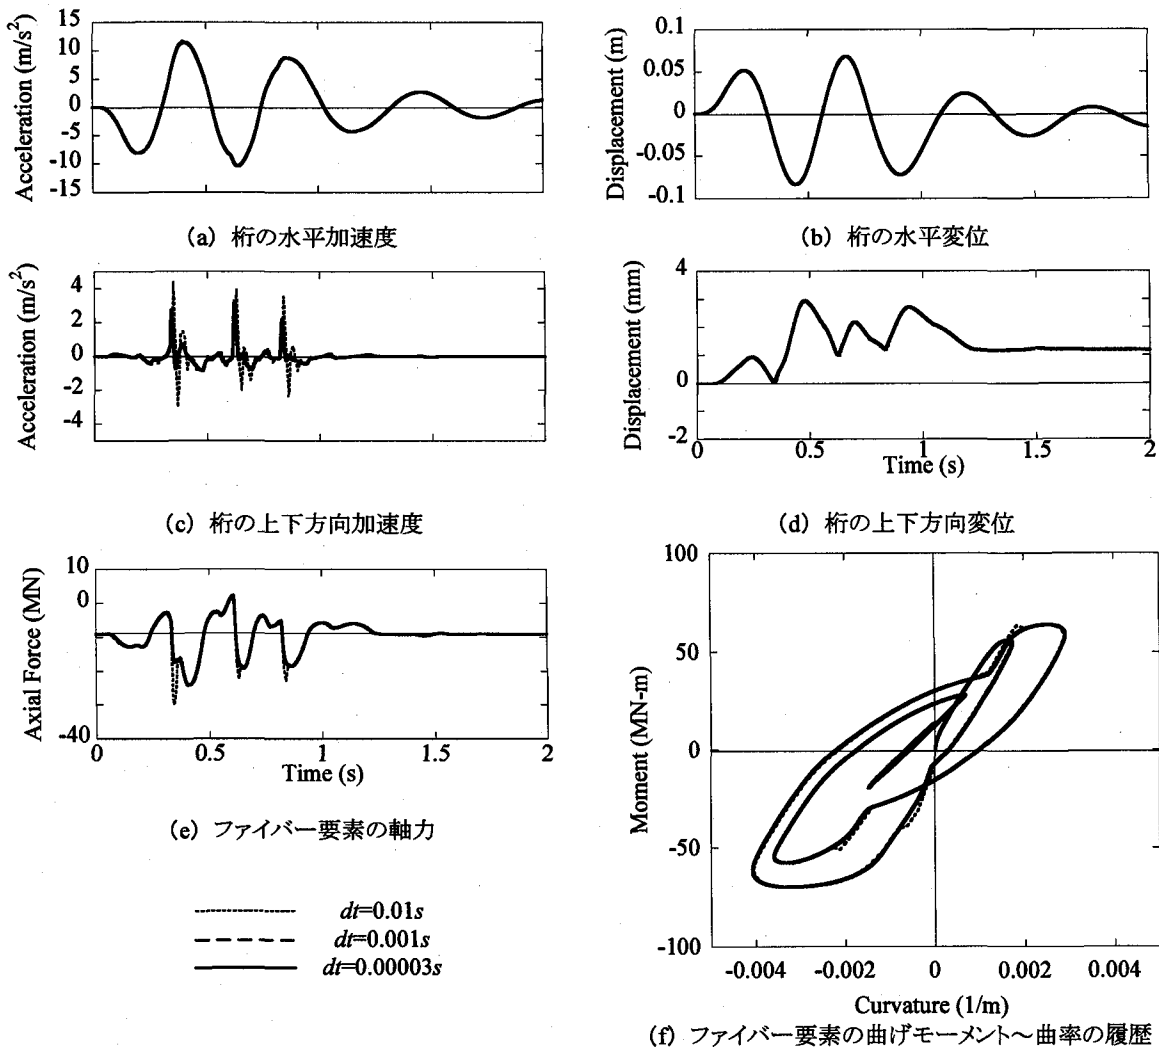 Acceleration (m/s²)
15
10
5
0
-5
-10
-15
(a) 桁の水平加速度
Displacement (m)
0.1
0.05
0
-0.05
-0.1
(b) 桁の水平変位
Acceleration (m/s²)
4
2
0
-2
-4
(c) 桁の上下方向加速度
Displacement (mm)
4
0
-2
0
0.5
1
1.5
2
Time (s)
(d) 桁の上下方向変位
Axial Force (MN)
10
0
-40
0
0.5
1
1.5
2
Time (s)
(e) ファイバー要素の軸力
dt=0.01s
dt=0.001s
dt=0.00003s
Moment (MN-m)
100
50
0
-50
-100
-0.004
-0.002
0
0.002
0.004
Curvature (1/m)
(f) ファイバー要素の曲げモーメント～曲率の履歴